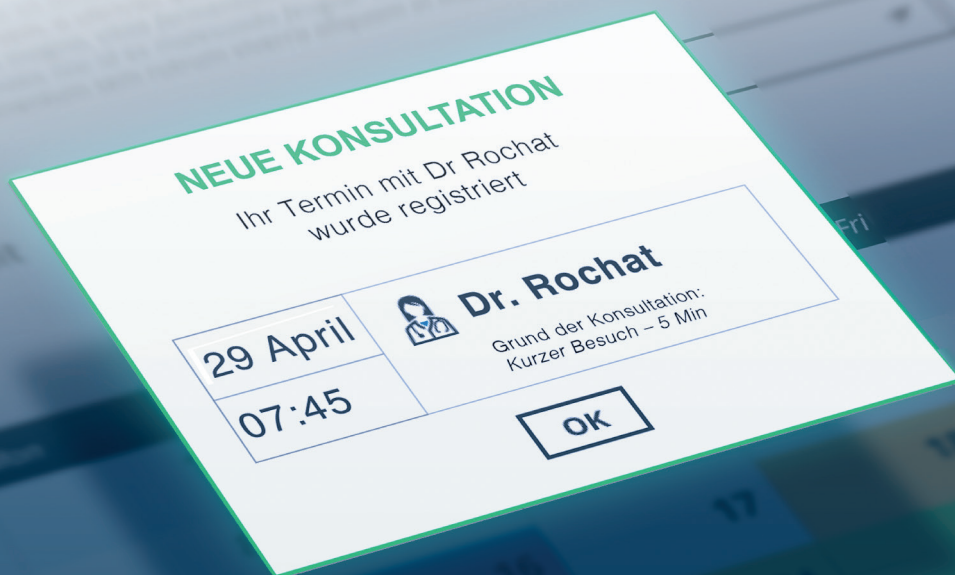 NEUE KONSULTATION
Ihr Termin mit Dr Rochat
wurde registriert
29 April
07:45
Dr. Rochat
Grund der Konsultation:
Kurzer Besuch – 5 Min
OK
Fri
16
17